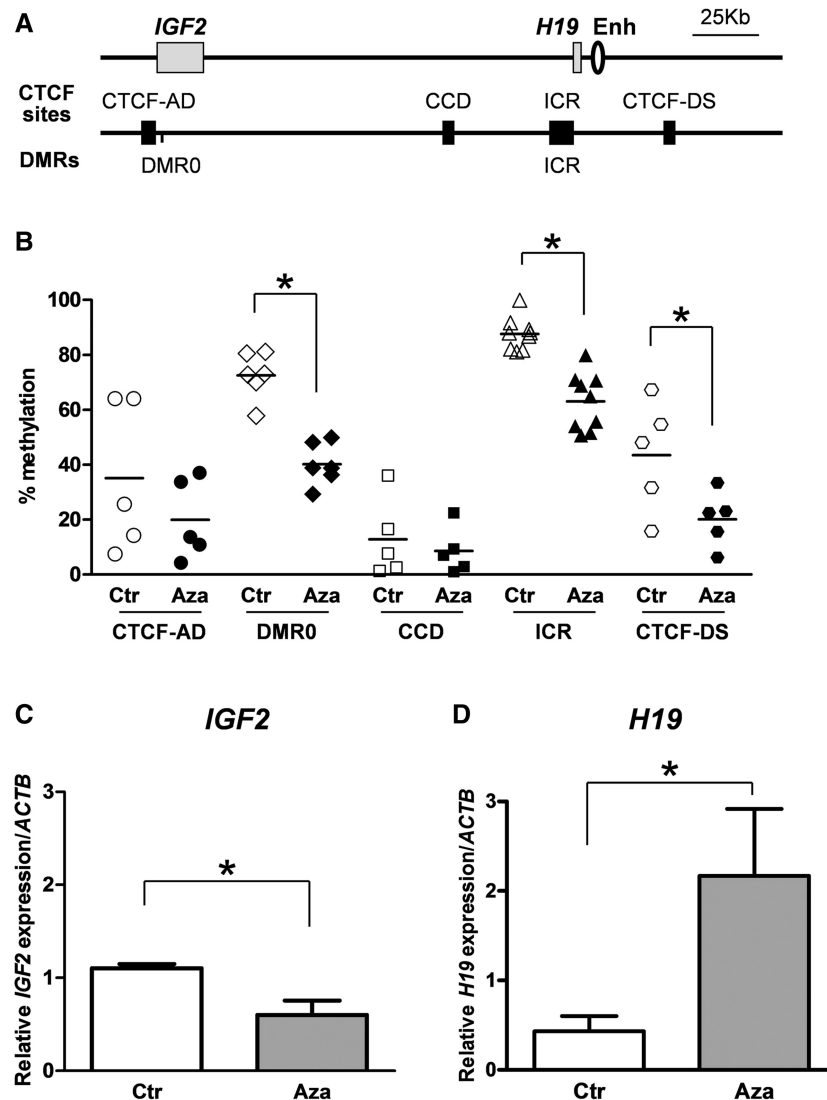 A
IGF2
H19 Enh
25Kb
CTCF sites
CTCF-AD
CCD
ICR
CTCF-DS
DMRs
DMR0
ICR
B
% methylation
100
80
60
40
20
0
* * *
Ctr Aza Ctr Aza Ctr Aza Ctr Aza Ctr Aza
CTCF-AD DMR0 CCD ICR CTCF-DS
C
IGF2
Relative IGF2 expression/ACTB
3
2
1
0
*
Ctr Aza
D
H19
Relative H19 expression/ACTB
3
2
1
0
*
Ctr Aza